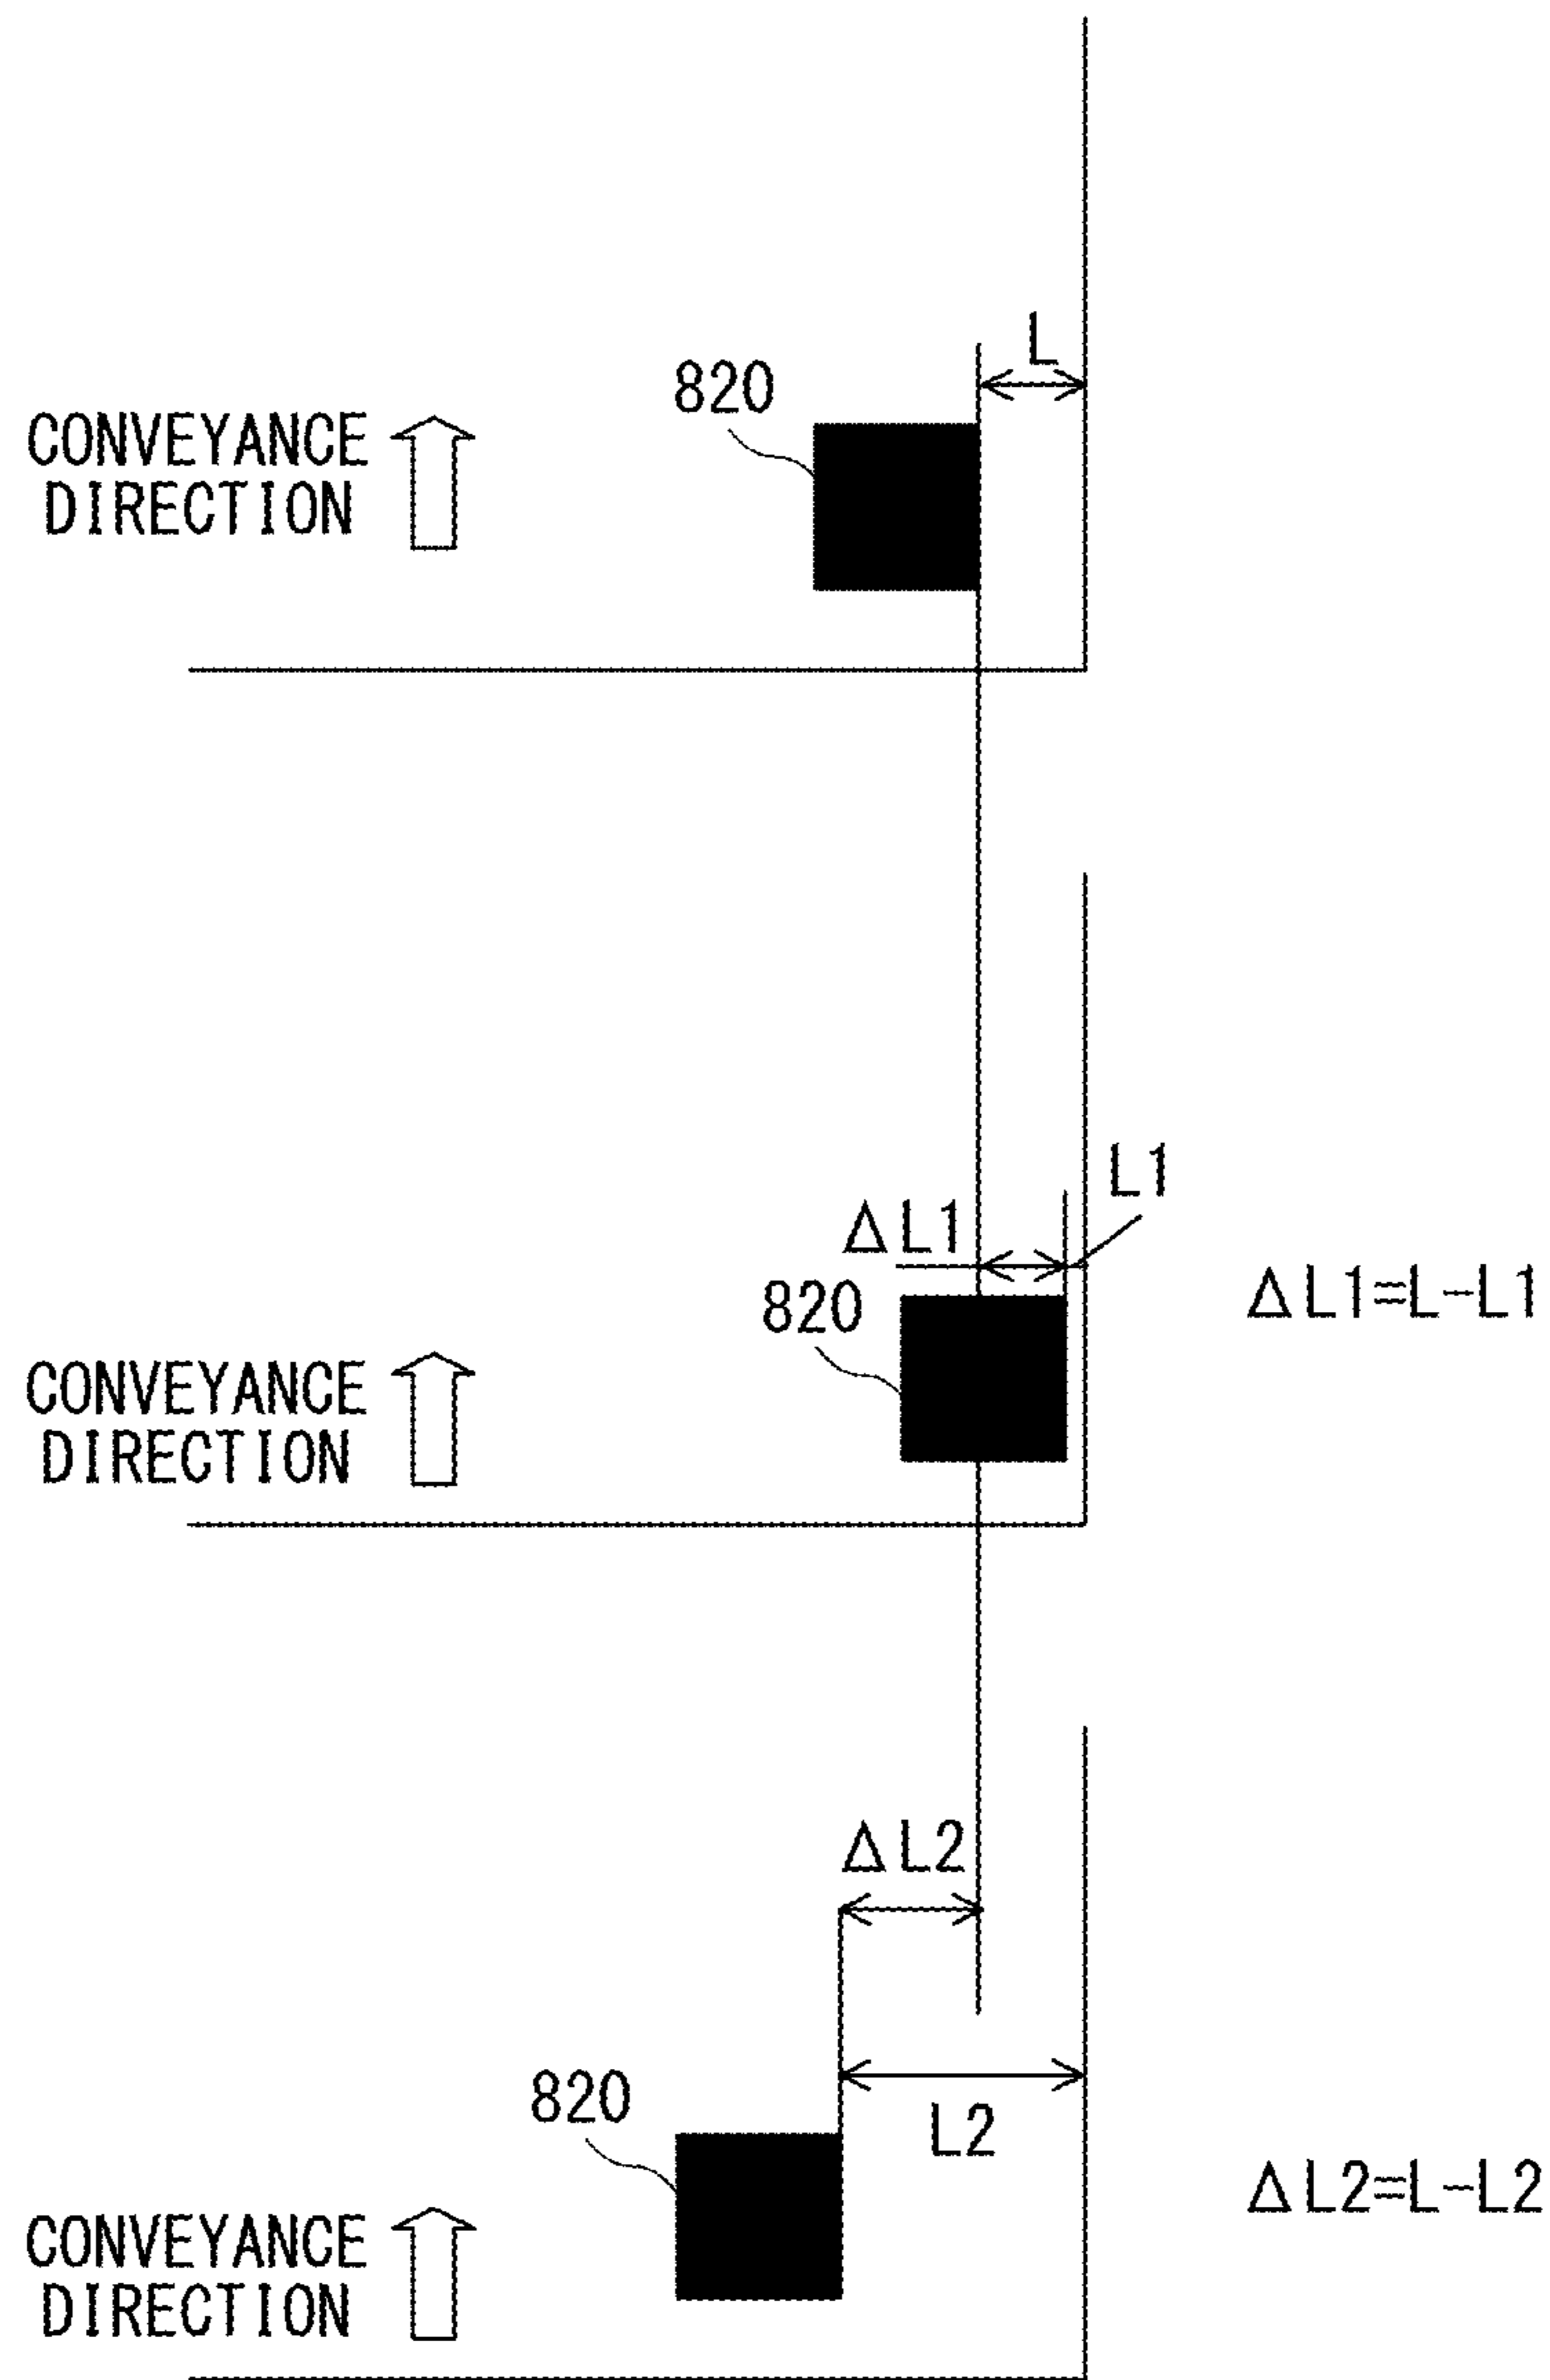 L
820
CONVEYANCE
DIRECTION
L1
ΔL1
820
ΔL1=L-L1
CONVEYANCE
DIRECTION
ΔL2
820
L2
ΔL2=L-L2
CONVEYANCE
DIRECTION